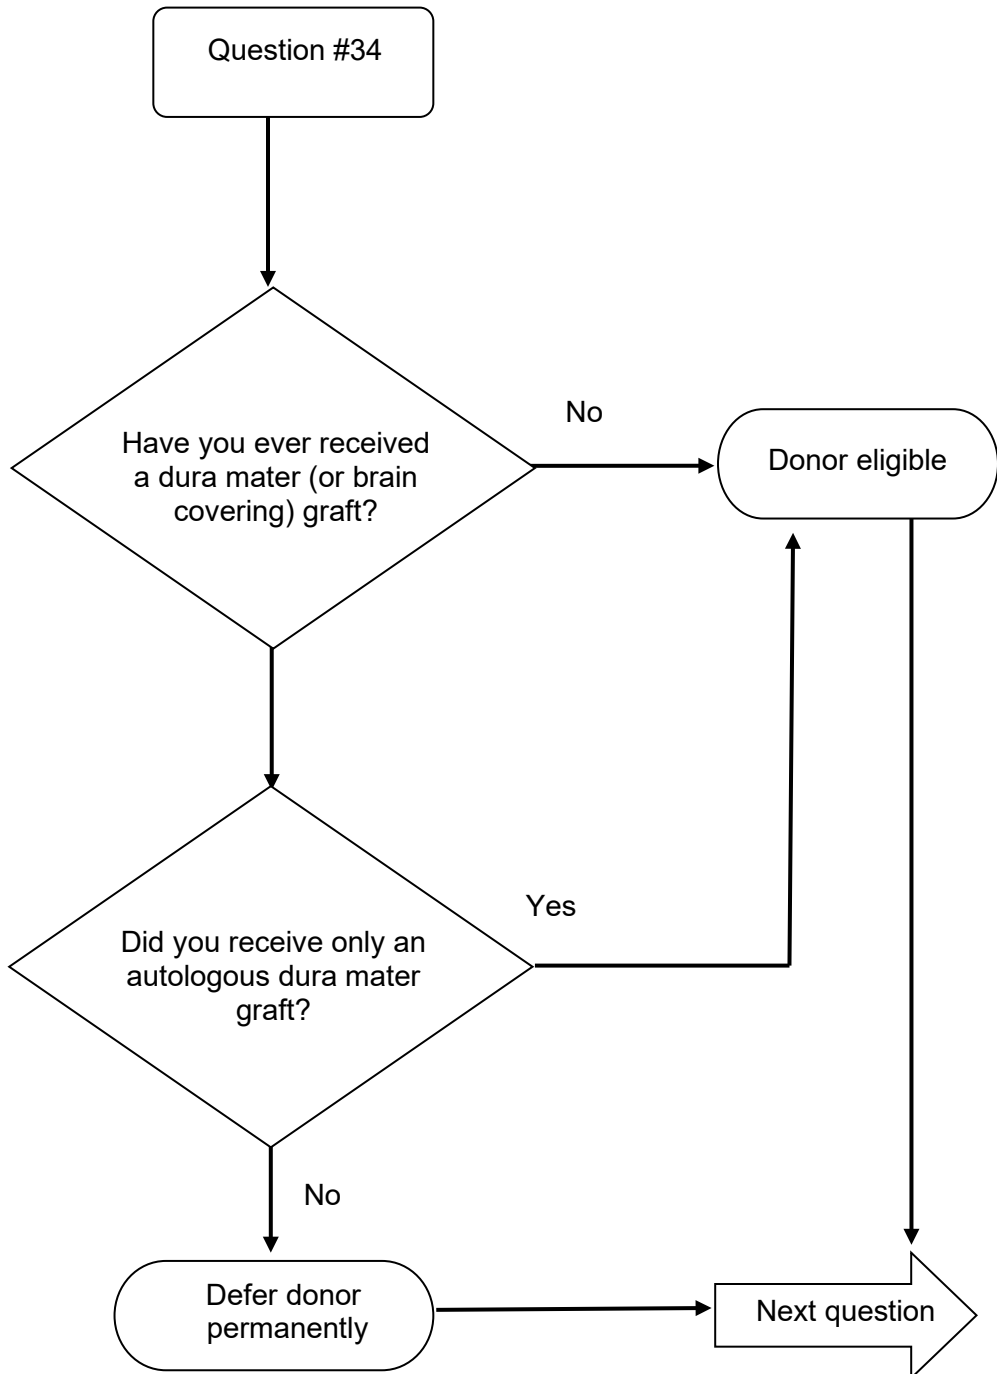 Question #34
No
Have you ever received
a dura mater (or brain
covering) graft?
Donor eligible
Yes
Did you receive only an
autologous dura mater
graft?
No
Defer donor
permanently
Next question